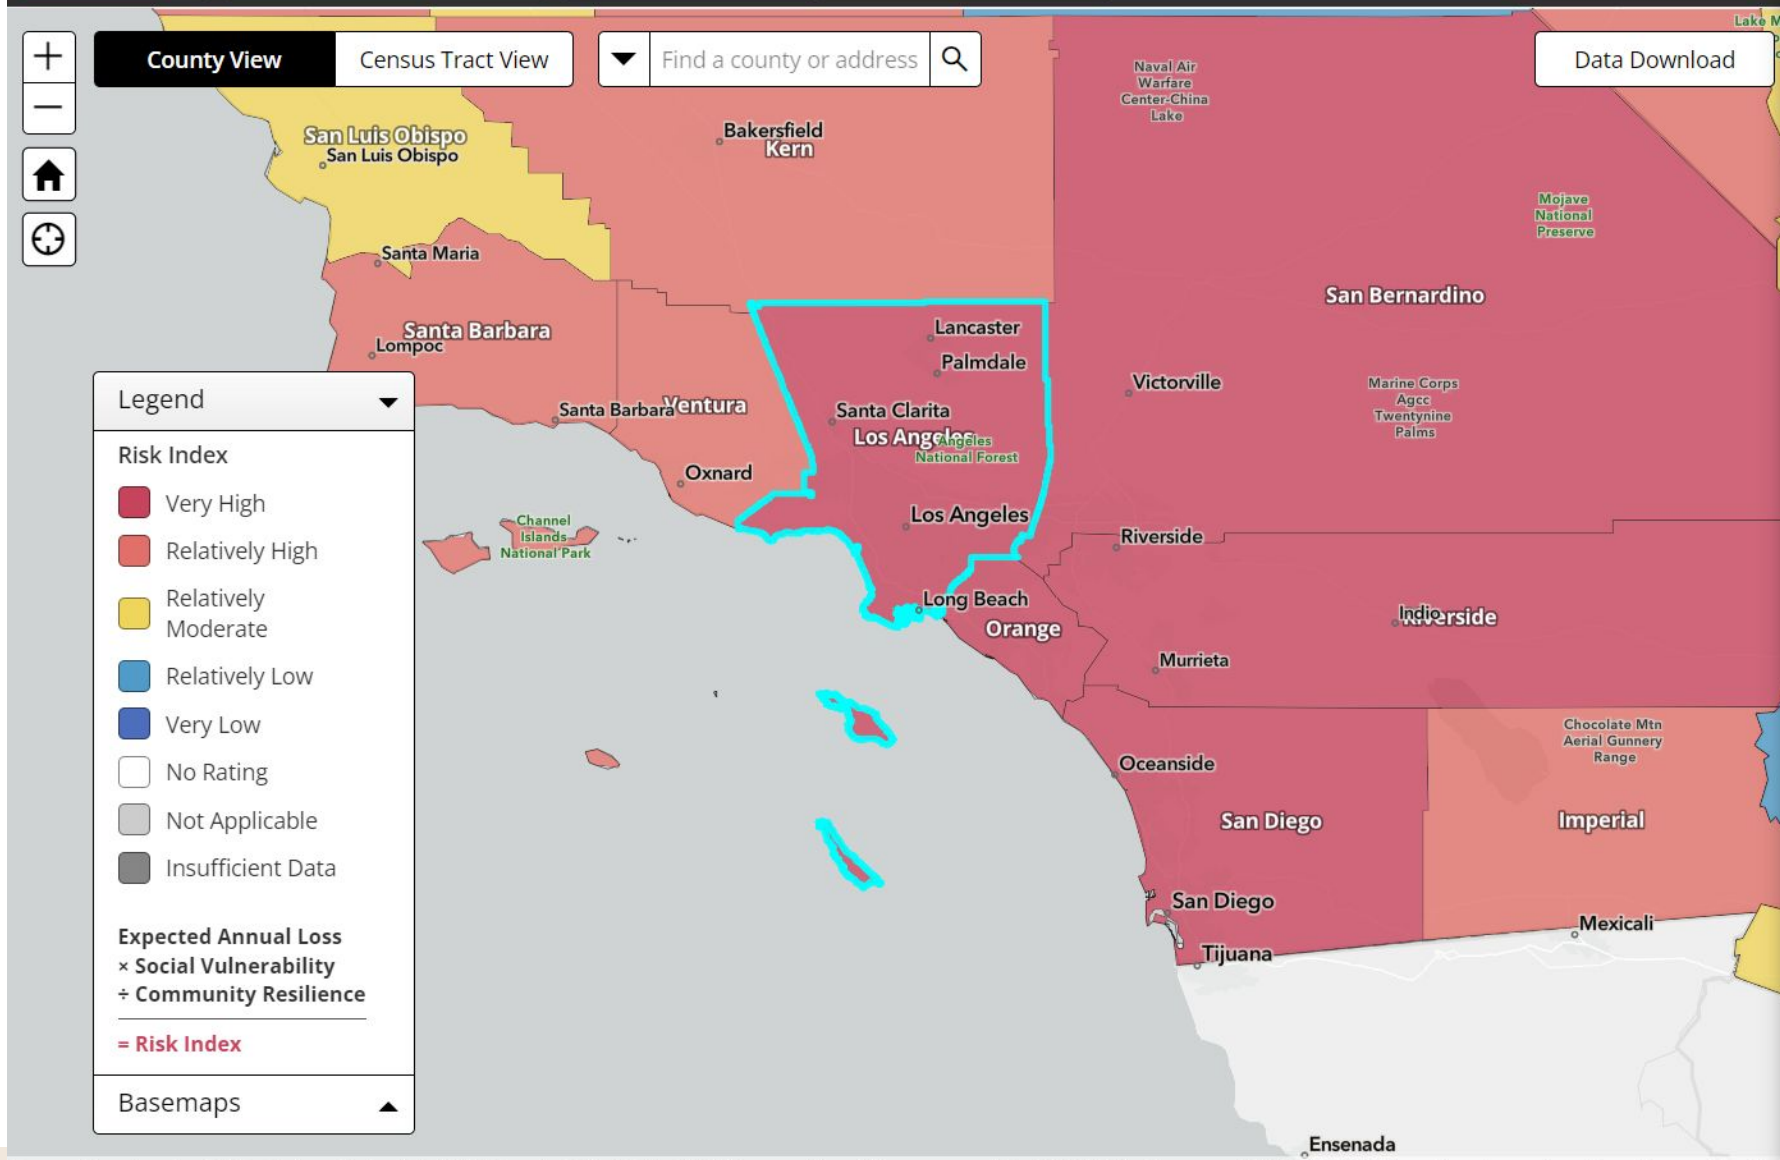 County View
Census Tract View
Find a county or address
Data Download
Lake M
Naval Air
Warfare
Center-China
Lake
San Luis Obispo
San Luis Obispo
Bakersfield
Kern
Mojave
National
Preserve
Santa Maria
San Bernardino
Santa Barbara
Lompoc
Lancaster
Palmdale
Victorville
Marine Corps
Agcc
Twentynine
Palms
Santa Barbara
Ventura
Santa Clarita
Los Angeles
Angeles
National Forest
Oxnard
Channel
Islands
National Park
Los Angeles
Riverside
Long Beach
Orange
Indio
Riverside
Murrieta
Chocolate Mtn
Aerial Gunnery
Range
Oceanside
San Diego
Imperial
San Diego
Mexicali
Tijuana
Ensenada
Legend
Risk Index
Very High
Relatively High
Relatively
Moderate
Relatively Low
Very Low
No Rating
Not Applicable
Insufficient Data
Expected Annual Loss
× Social Vulnerability
÷ Community Resilience
= Risk Index
Basemaps